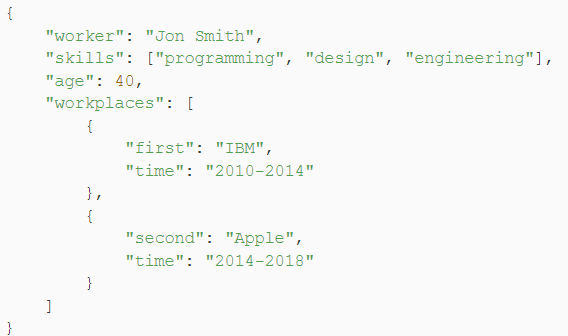 {
    "worker": "Jon Smith",
    "skills": ["programming", "design", "engineering"],
    "age": 40,
    "workplaces": [
        {
            "first": "IBM",
            "time": "2010-2014"
        },
        {
            "second": "Apple",
            "time": "2014-2018"
        }
    ]
}